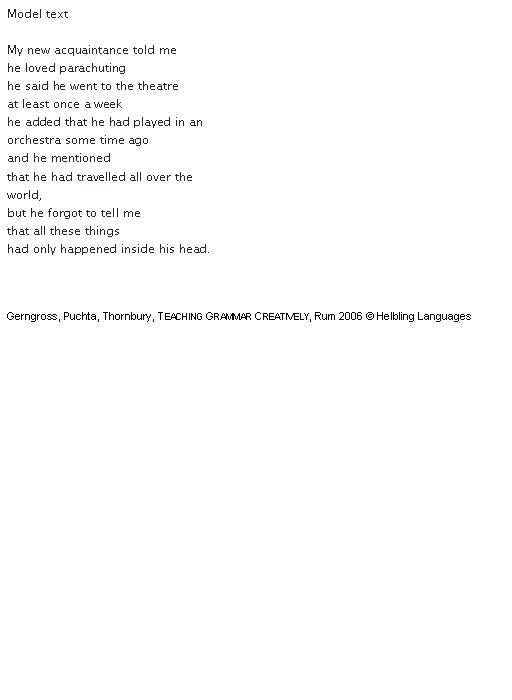 Model text
My new acquaintance told me
he loved parachuting
he said he went to the theatre
at least once a week
he added that he had played in an
orchestra some time ago
and he mentioned
that he had travelled all over the
world,
but he forgot to tell me
that all these things
had only happened inside his head.
Gerngross, Puchta, Thornbury, TEACHING GRAMMAR CREATIVELY, Rum 2006 © Helbling Languages